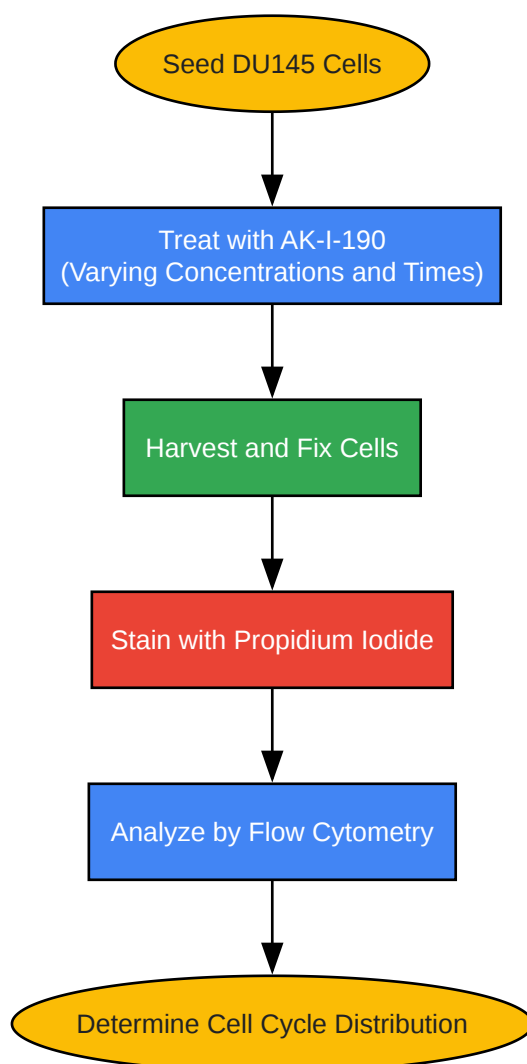 Seed DU145 Cells
Treat with AK-I-190
(Varying Concentrations and Times)
Harvest and Fix Cells
Stain with Propidium Iodide
Analyze by Flow Cytometry
Determine Cell Cycle Distribution